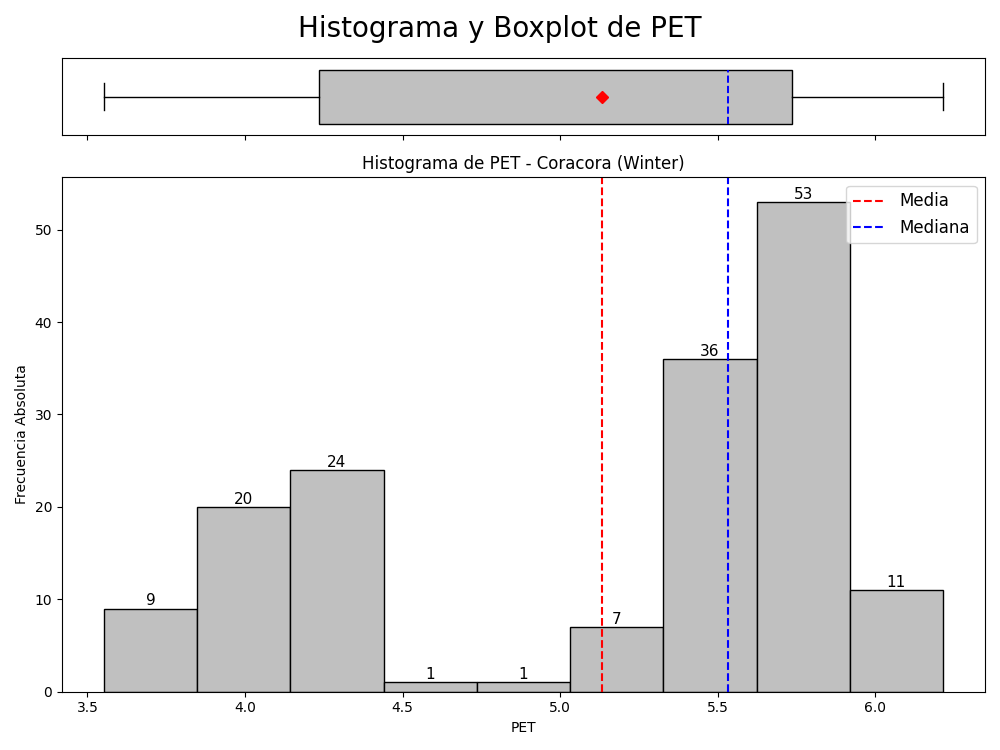 Histograma y Boxplot de PET
Histograma de PET - Coracora (Winter)
Media
Mediana
53
36
24
20
9
1
1
7
11
Frecuencia Absoluta
50
40
30
20
10
0
3.5 4.0 4.5 5.0 5.5 6.0
PET